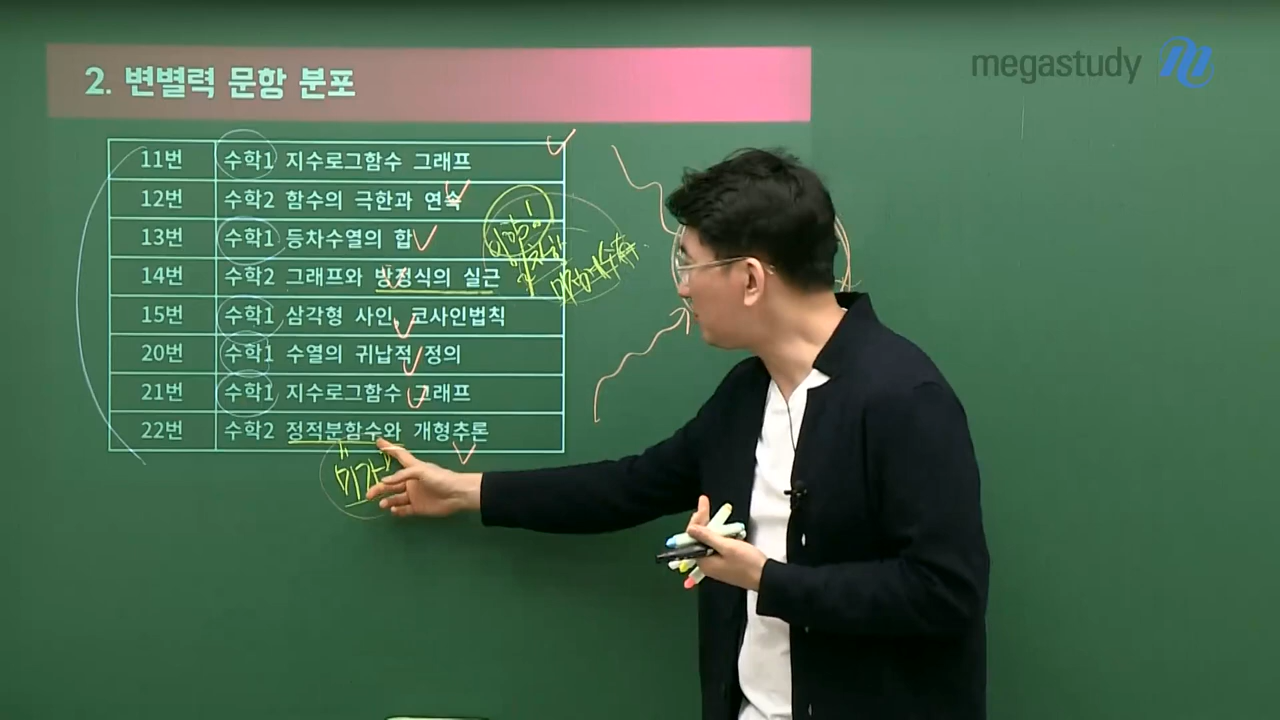 megastudy
2. 변별력 문항 분포
11번 수학1 지수로그함수 그래프
12번 수학2 함수의 극한과 연속
13번 수학1 등차수열의 합
14번 수학2 그래프와 방정식의 실근
15번 수학1 삼각형 사인, 코사인법칙
20번 수학1 수열의 귀납적 정의
21번 수학1 지수로그함수 그래프
22번 수학2 정적분함수와 개형추론